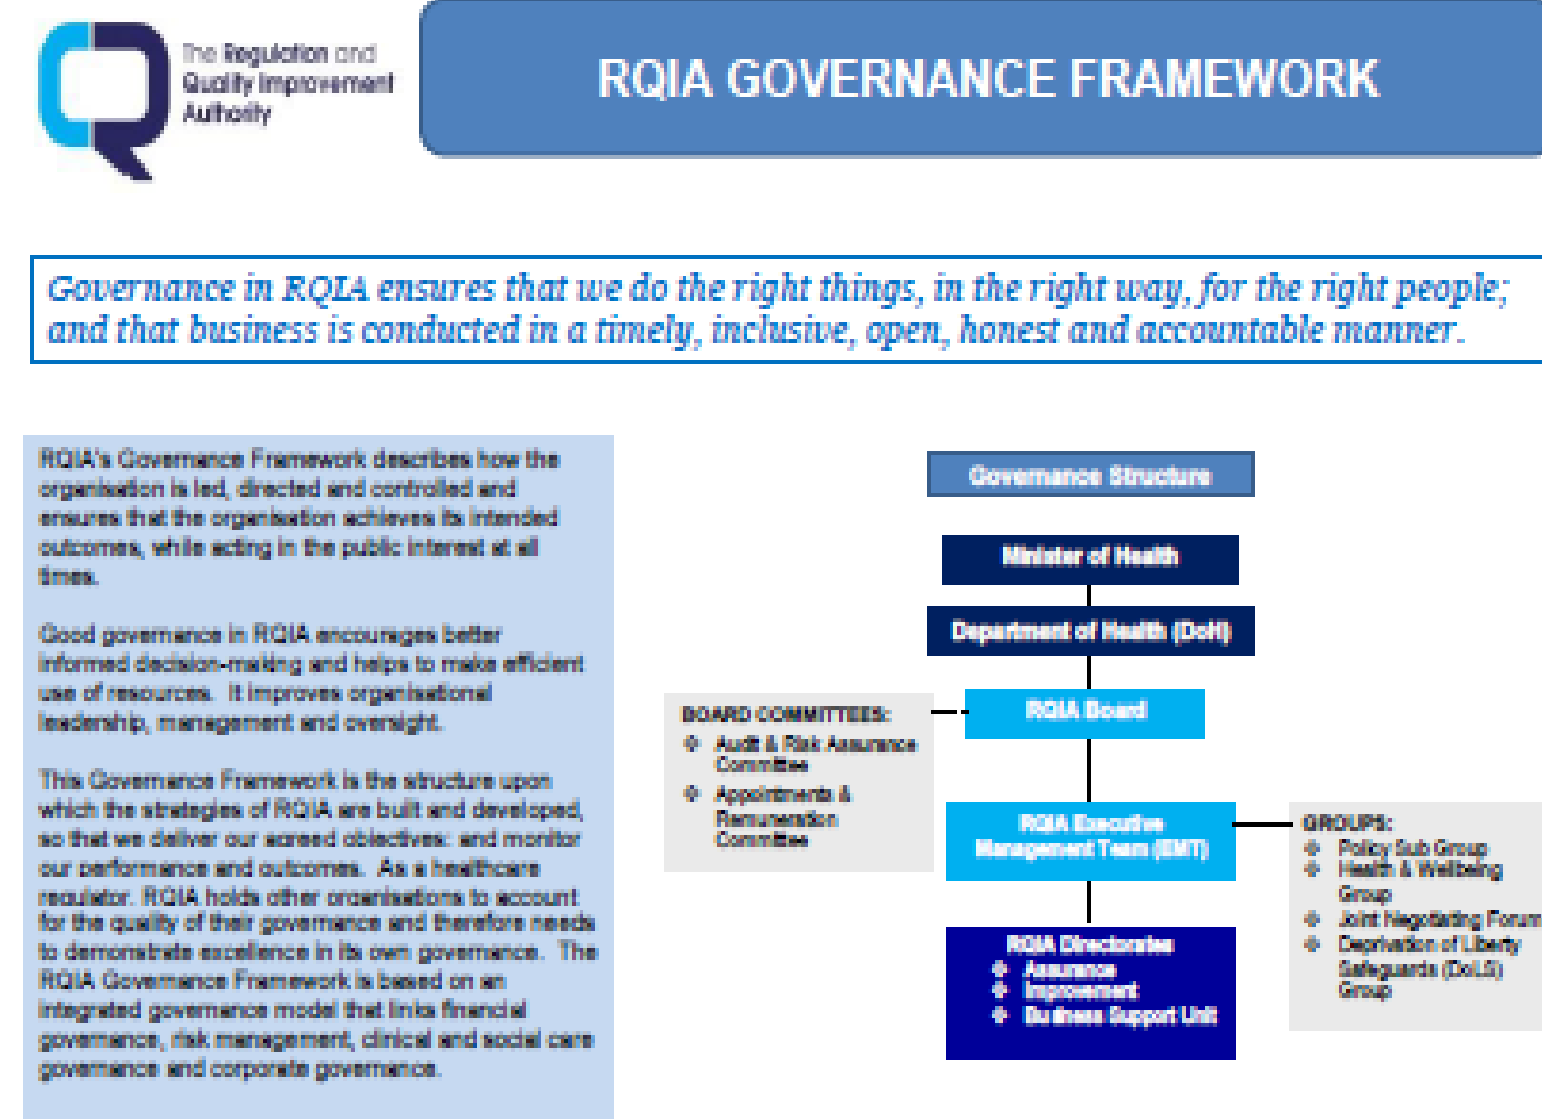 The Regulation and
Quality Improvement
Authority
RQIA GOVERNANCE FRAMEWORK
Governance in RQIA ensures that we do the right things, in the right way, for the right people;
and that business is conducted in a timely, inclusive, open, honest and accountable manner.
RQIA's Governance Framework describes how the
organisation is led, directed and controlled and
ensures that the organisation achieves its intended
outcomes, while acting in the public interest at all
times.
Good governance in RQIA encourages better
informed decision-making and helps to make efficient
use of resources.  It improves organisational
leadership, management and oversight.
This Governance Framework is the structure upon
which the strategies of RQIA are built and developed,
so that we deliver our agreed objectives: and monitor
our performance and outcomes.  As a healthcare
regulator. RQIA holds other organisations to account
for the quality of their governance and therefore needs
to demonstrate excellence in its own governance.  The
RQIA Governance Framework is based on an
integrated governance model that links financial
governance, risk management, clinical and social care
governance and corporate governance.
Governance Structure
Minister of Health
Department of Health (DoH)
RQIA Board
BOARD COMMITTEES:
❖ Audit & Risk Assurance
Committee
❖ Appointments &
Remuneration
Committee
RQIA Executive
Management Team (EMT)
GROUPS:
❖ Policy Sub Group
❖ Health & Wellbeing
Group
❖ Joint Negotiating Forum
❖ Deprivation of Liberty
Safeguards (DoLS)
Group
RQIA Directorates
❖ Assurance
❖ Improvement
❖ Business Support Unit